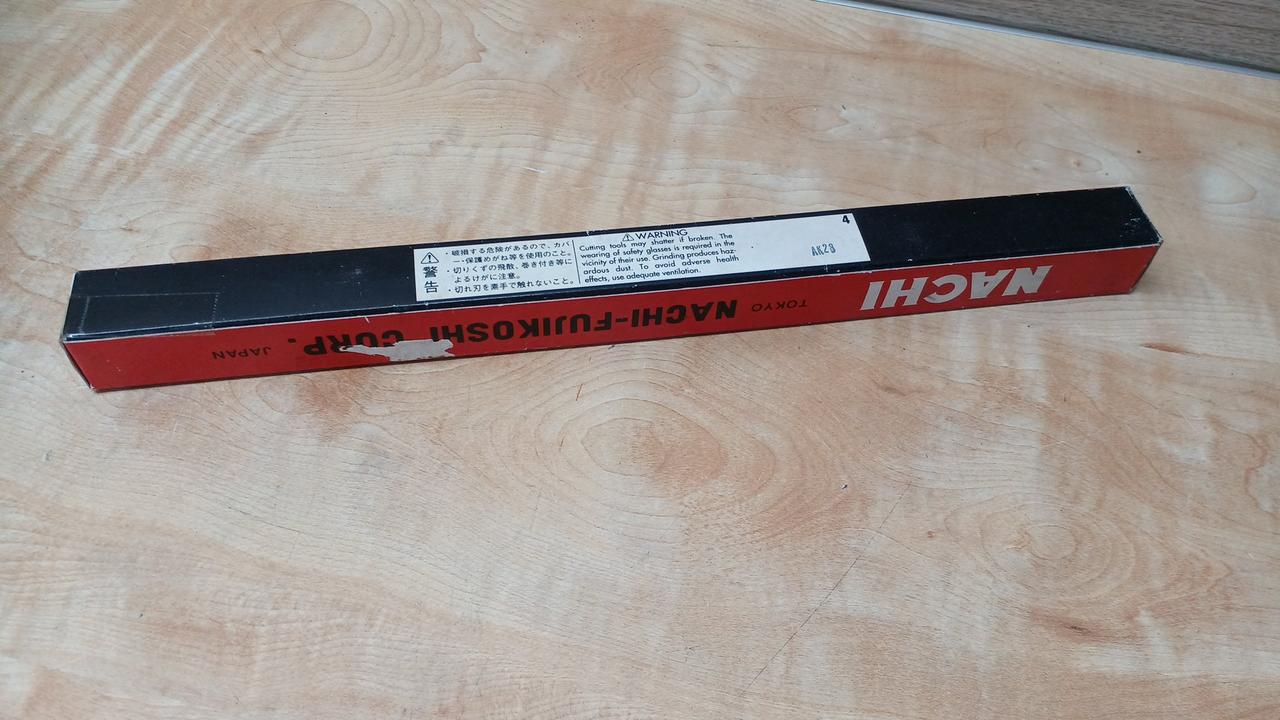 警告
・破損する危険があるので、カバ
ー・保護めがね等を使用のこと。
・切りくずの飛散、巻き付き等に
よるけがに注意。
・切れ刃を素手で触れないこと。
WARNING
Cutting tools may shatter if broken. The
wearing of safety glasses is required in the
vicinity of their use. Grinding produces haz-
ardous dust. To avoid adverse health
effects, use adequate ventilation.
4
AK28
NACHI
TOKYO NACHI-FUJIKOSHI CORP. JAPAN